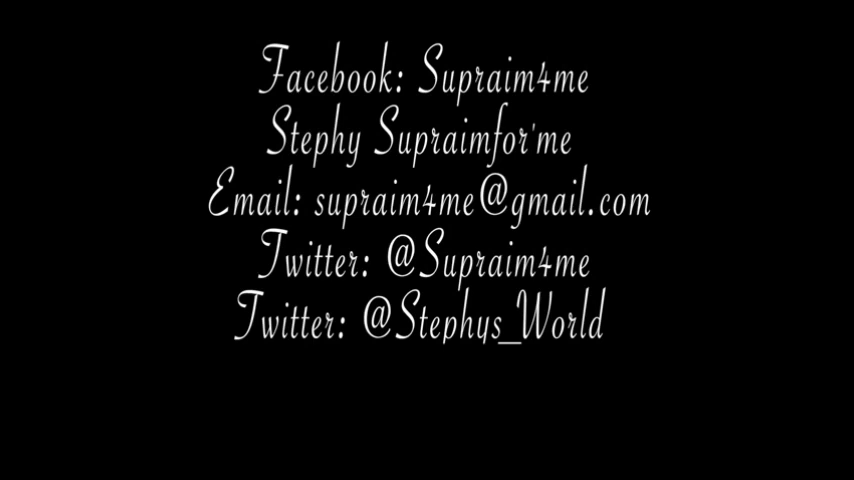 Facebook: Supraim4me
Stephy Supraimfor'me
Email: supraim4me@gmail.com
Twitter: @Supraim4me
Twitter: @Stephys_World